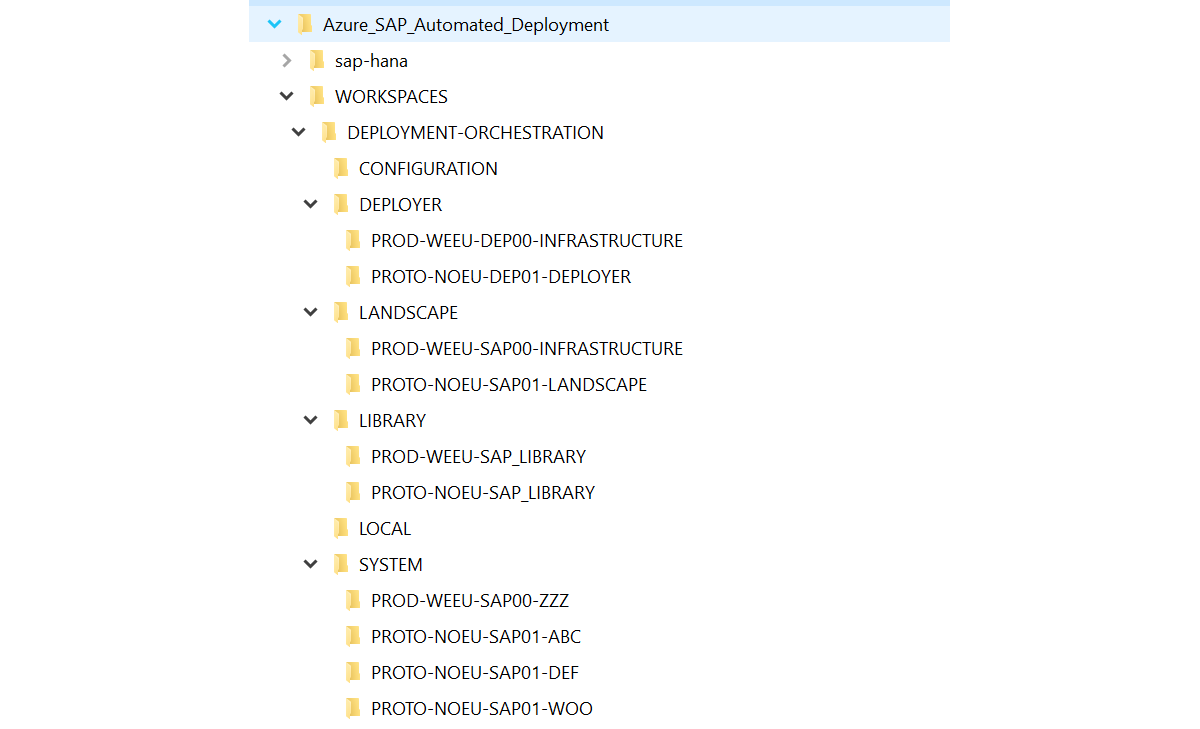 Azure_SAP_Automated_Deployment
sap-hana
WORKSPACES
DEPLOYMENT-ORCHESTRATION
CONFIGURATION
DEPLOYER
PROD-WEEU-DEP00-INFRASTRUCTURE
PROTO-NOEU-DEP01-DEPLOYER
LANDSCAPE
PROD-WEEU-SAP00-INFRASTRUCTURE
PROTO-NOEU-SAP01-LANDSCAPE
LIBRARY
PROD-WEEU-SAP_LIBRARY
PROTO-NOEU-SAP_LIBRARY
LOCAL
SYSTEM
PROD-WEEU-SAP00-ZZZ
PROTO-NOEU-SAP01-ABC
PROTO-NOEU-SAP01-DEF
PROTO-NOEU-SAP01-WOO